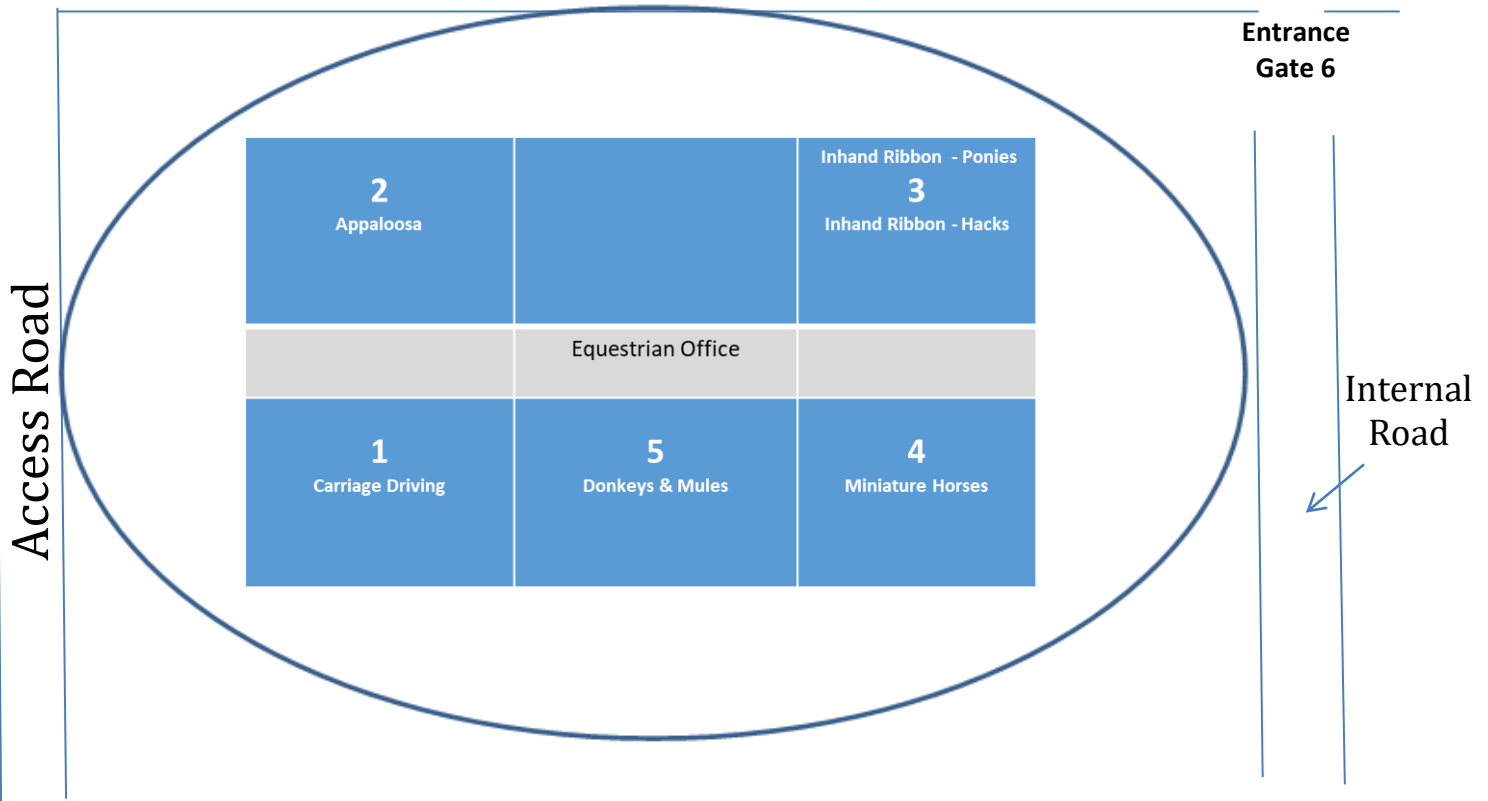 Entrance
Gate 6
Inhand Ribbon - Ponies
2
3
Appaloosa
Inhand Ribbon - Hacks
Access Road
Equestrian Office
Internal
Road
1
Carriage Driving
5
Donkeys & Mules
4
Miniature Horses